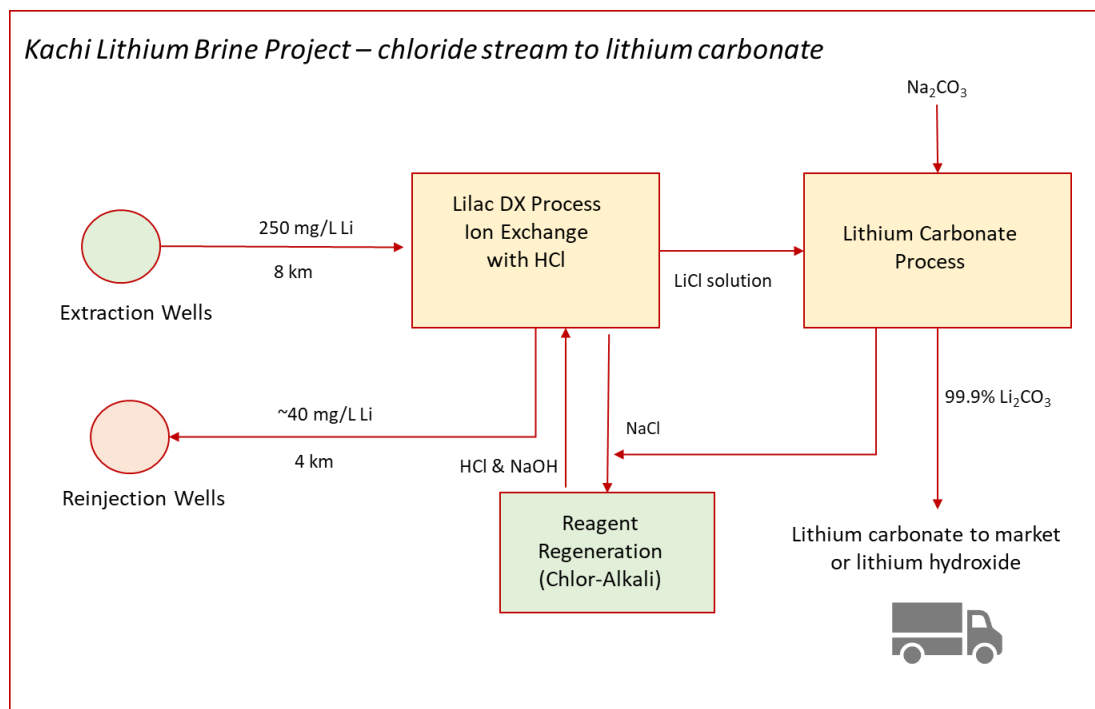 Kachi Lithium Brine Project – chloride stream to lithium carbonate
Na₂CO₃
250 mg/L Li
8 km
Extraction Wells
Lilac DX Process
Ion Exchange
with HCl
LiCl solution
Lithium Carbonate
Process
~40 mg/L Li
4 km
Reinjection Wells
HCl & NaOH
NaCl
99.9% Li₂CO₃
Reagent
Regeneration
(Chlor-Alkali)
Lithium carbonate to market
or lithium hydroxide